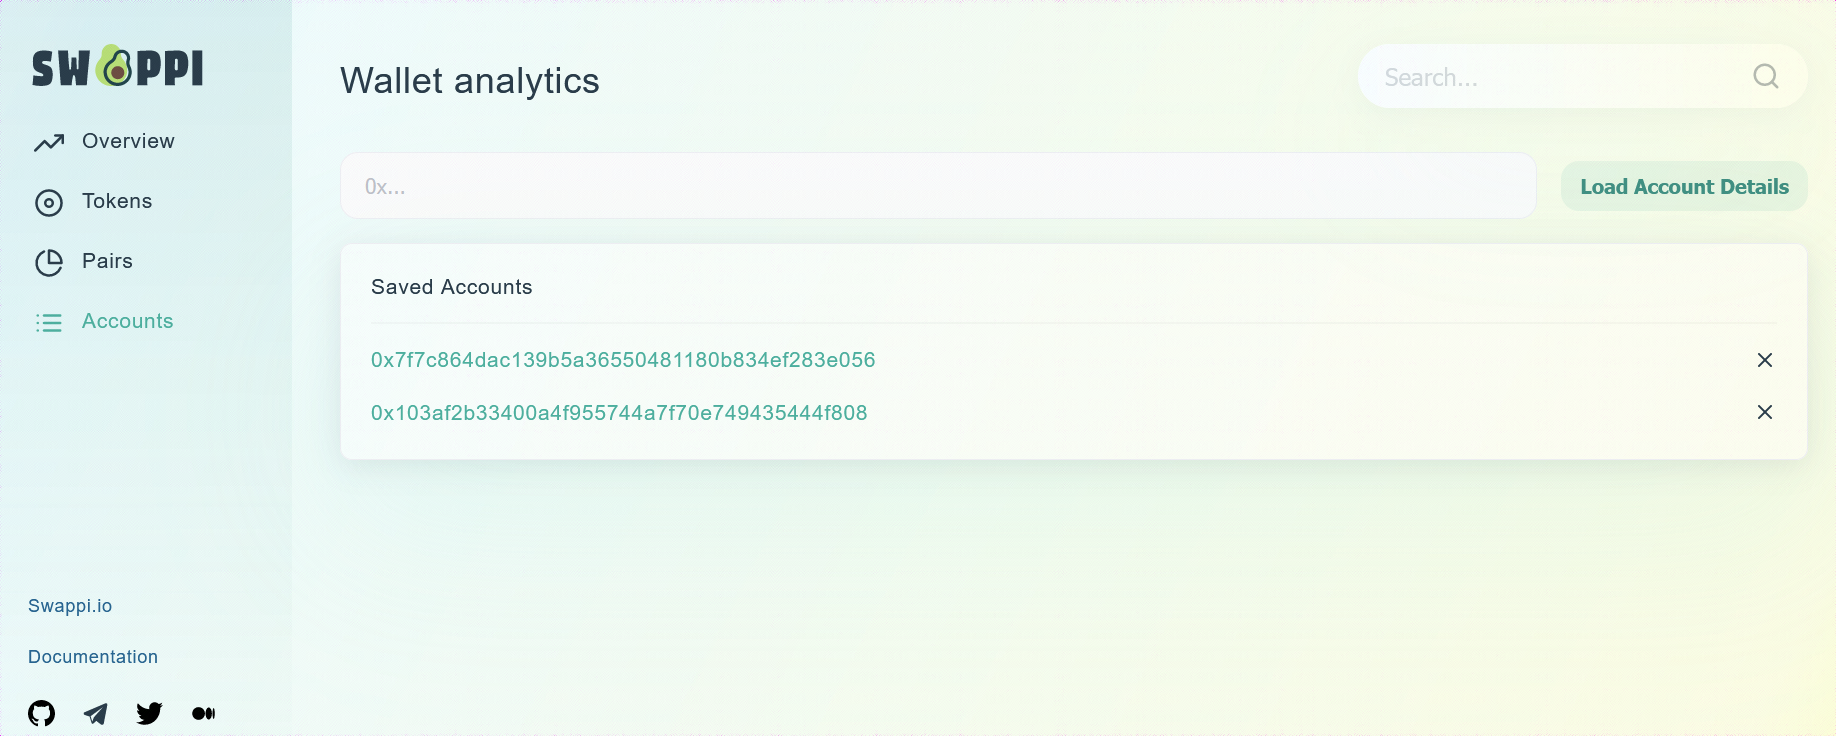 SWAPPI
Overview
Tokens
Pairs
Accounts
Swappi.io
Documentation
Wallet analytics
Search...
0x...
Load Account Details
Saved Accounts
0x7f7c864dac139b5a36550481180b834ef283e056
0x103af2b33400a4f955744a7f70e749435444f808